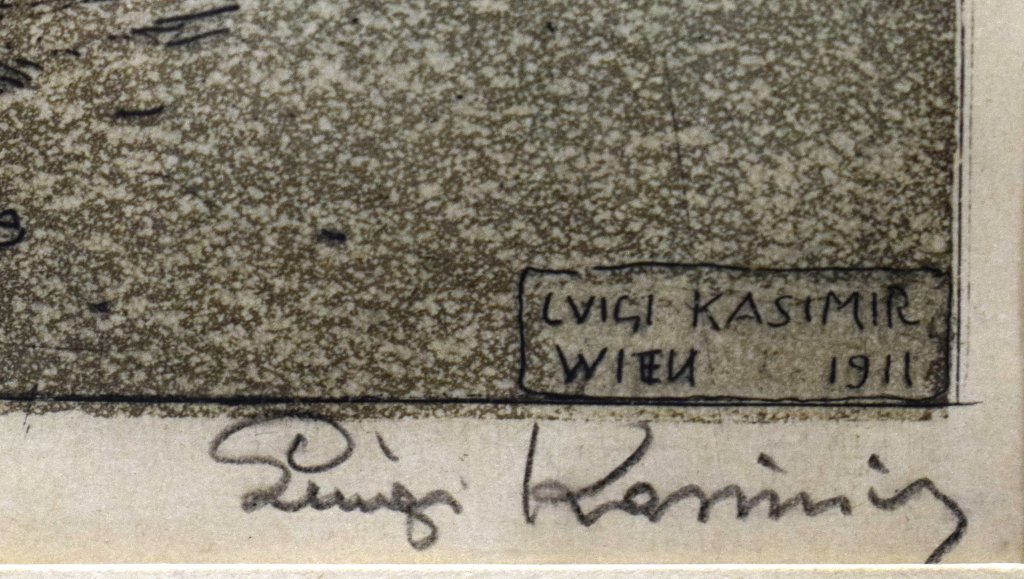 LVIGI KASIMIR
WIEN 1911
Luigi Kasimir